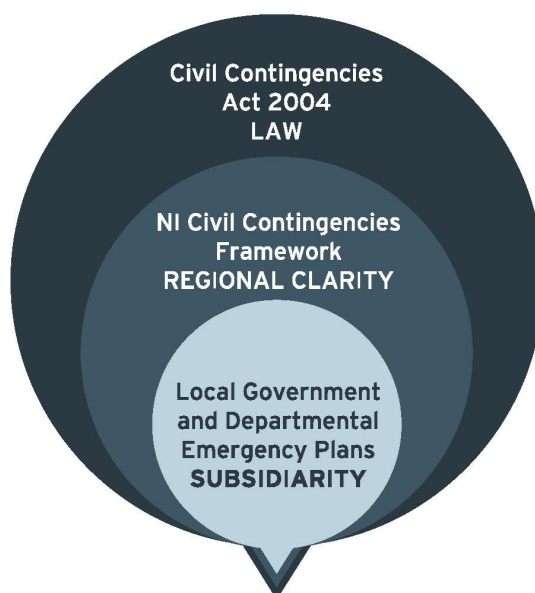 Civil Contingencies
Act 2004
LAW
NI Civil Contingencies
Framework
REGIONAL CLARITY
Local Government
and Departmental
Emergency Plans
SUBSIDIARITY